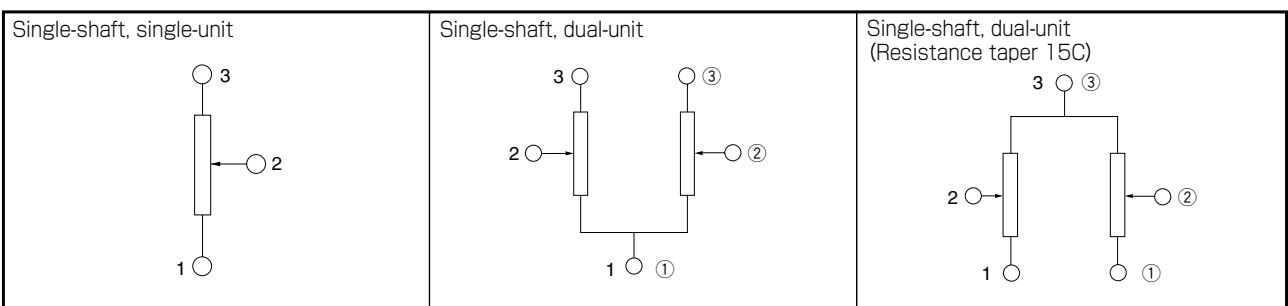 Single-shaft, single-unit
3
2
1
Single-shaft, dual-unit
3 ③
2 ②
1 ①
Single-shaft, dual-unit
(Resistance taper 15C)
3 ③
2 ②
1 ①